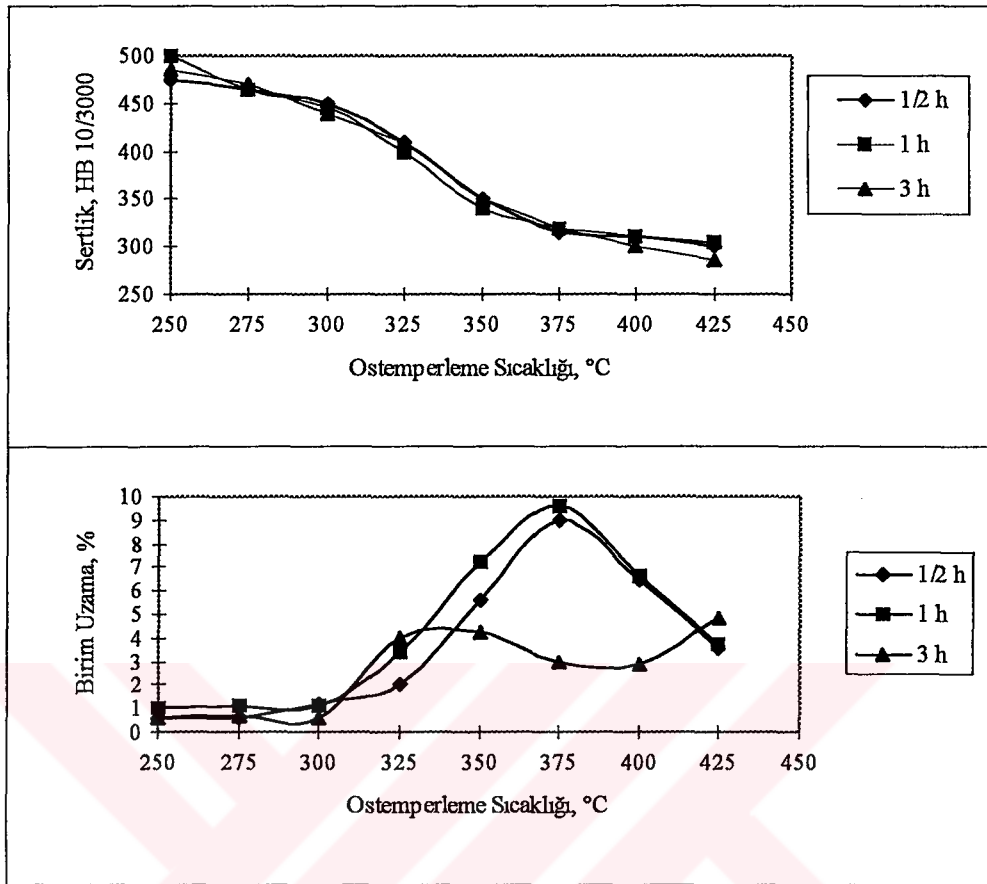 Sertlik, HB 10/3000
500
450
400
350
300
250
250 275 300 325 350 375 400 425 450
Ostemperleme Sıcaklığı, °C
1/2 h
1 h
3 h
Birim Uzama, %
10
9
8
7
6
5
4
3
2
1
0
250 275 300 325 350 375 400 425 450
Ostemperleme Sıcaklığı, °C
1/2 h
1 h
3 h